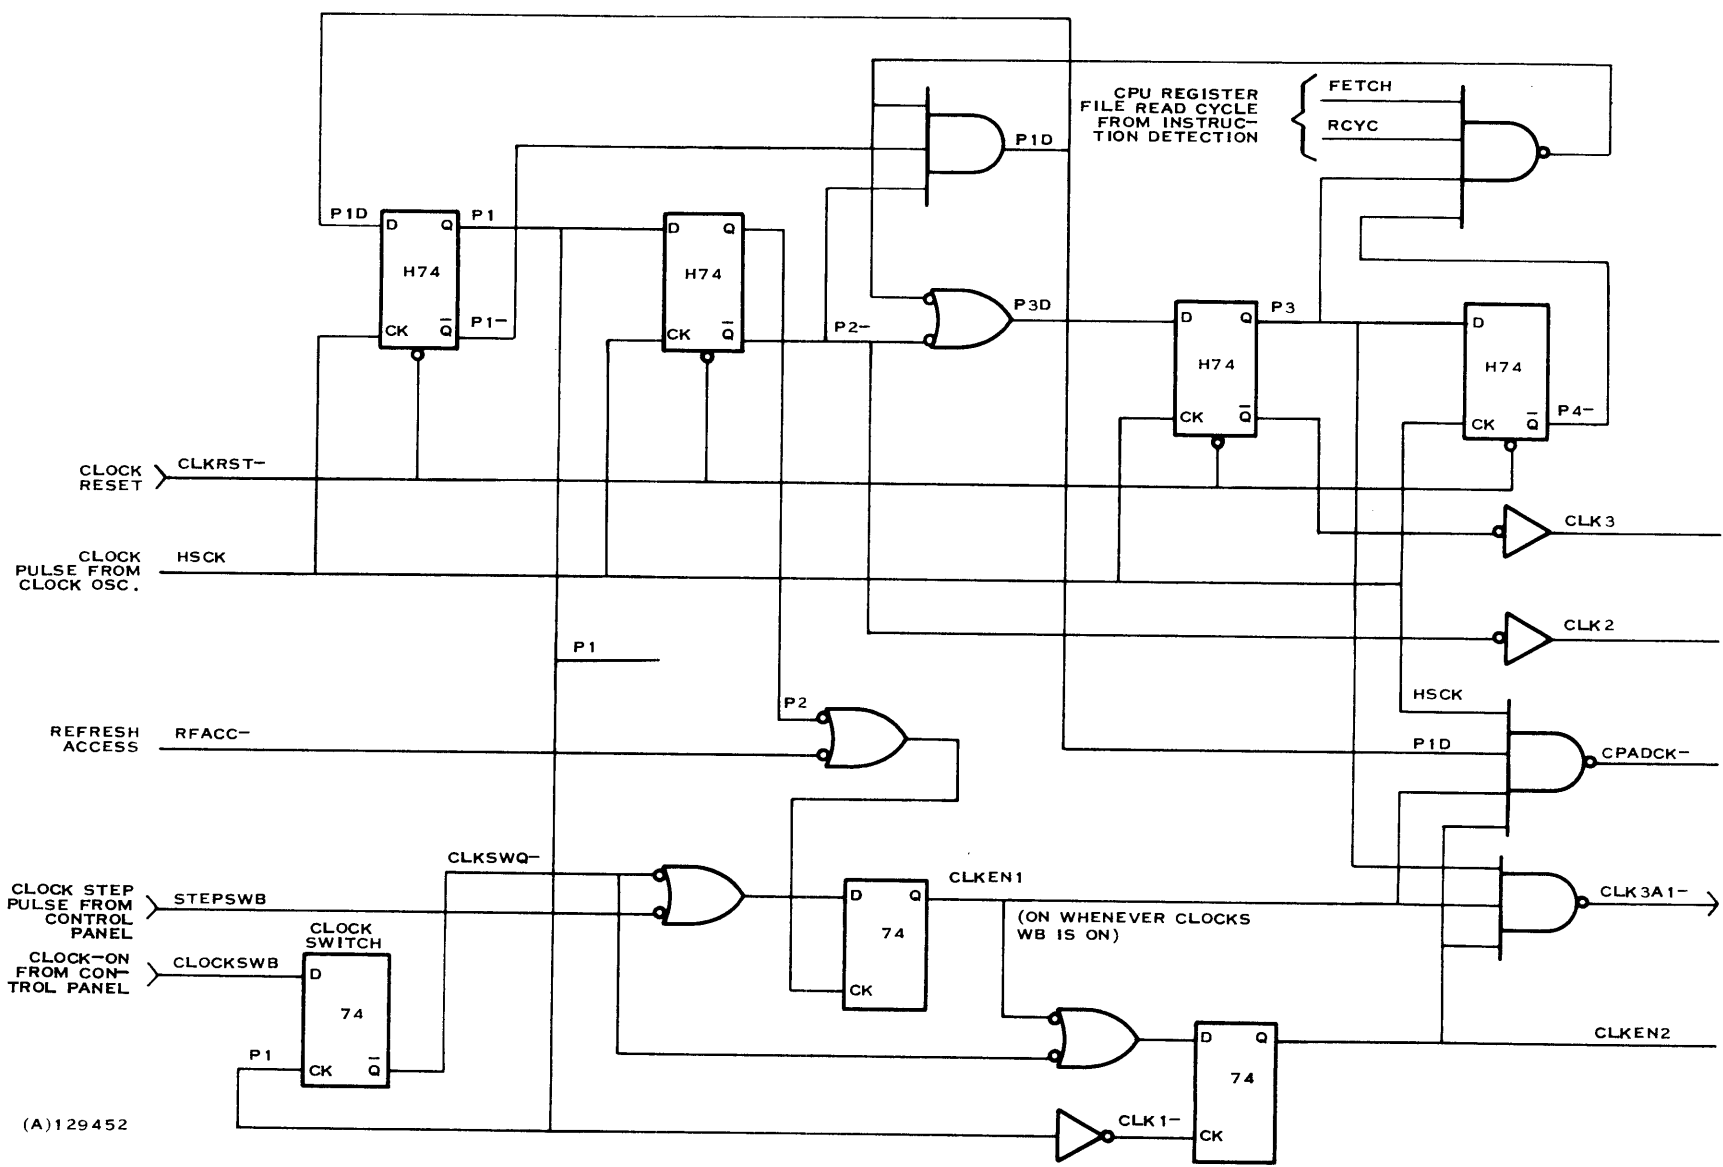 CPU REGISTER
FILE READ CYCLE
FROM INSTRUC-
TION DETECTION
FETCH
RCYC
P1D
P1D
P1
D
Q
H74
CK
Q
P1-
D
Q
H74
CK
Q
P2-
P3D
D
Q
P3
H74
CK
Q
D
H74
CK
Q
P4-
CLOCK
RESET
CLKRST-
CLK3
CLOCK
PULSE FROM
CLOCK OSC.
HSCK
CLK2
P1
HSCK
P2
REFRESH
ACCESS
RFACC-
P1D
CPADCK-
CLKSWQ-
CLOCK STEP
PULSE FROM
CONTROL
PANEL
STEPSWB
D
Q
74
CK
CLKEN1
(ON WHENEVER CLOCKS
WB IS ON)
CLK3A1-
CLOCK
SWITCH
CLOCK-ON
FROM CON-
TROL PANEL
CLOCKSWB
D
74
CK
Q
P1
D
Q
74
CK
CLKEN2
CLK1-
(A)129452